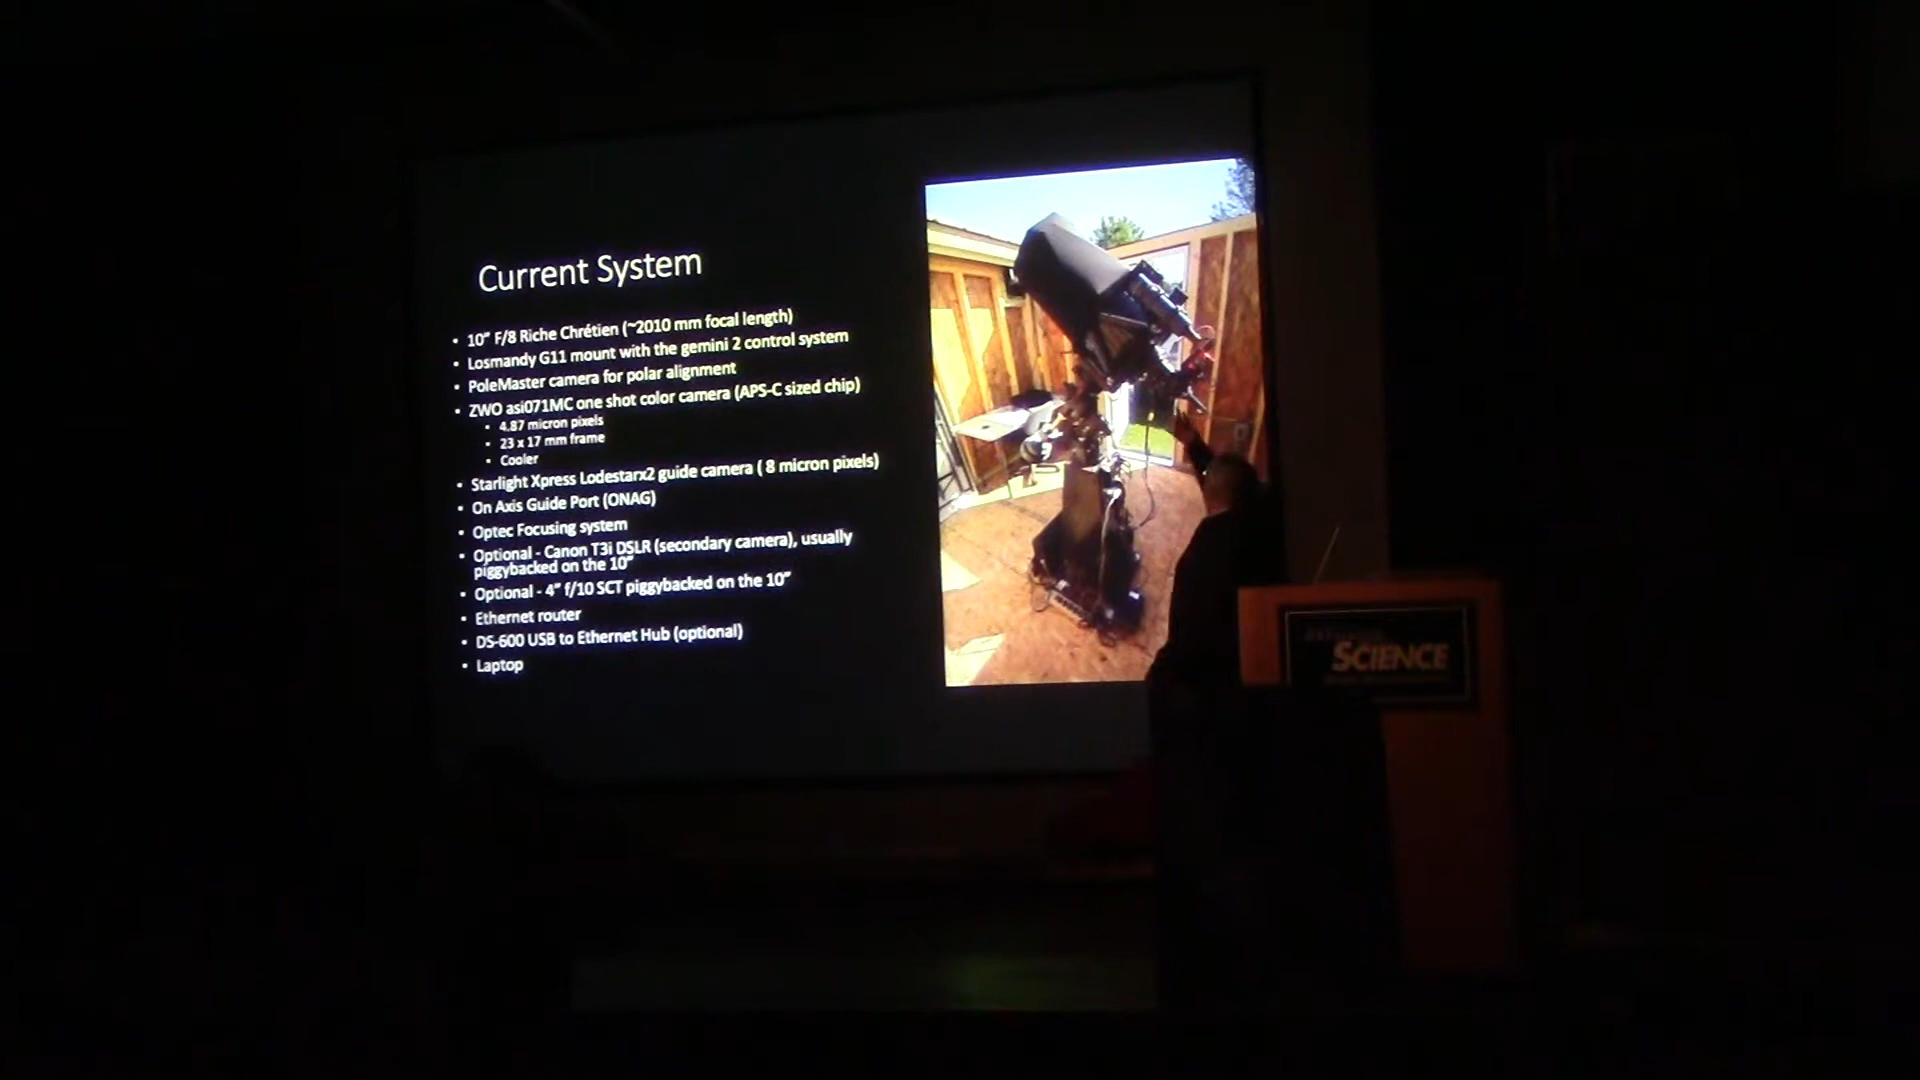 Current System
• 10” F/8 Riche Chrétien (~2010 mm focal length)
• Losmandy G11 mount with the gemini 2 control system
• PoleMaster camera for polar alignment
• ZWO asi071MC one shot color camera (APS-C sized chip)
• 4.87 micron pixels
• 23 x 17 mm frame
• Cooler
• Starlight Xpress Lodestarx2 guide camera ( 8 micron pixels)
• On Axis Guide Port (ONAG)
• Optec Focusing system
• Optional - Canon T3i DSLR (secondary camera), usually
piggybacked on the 10”
• Optional - 4” f/10 SCT piggybacked on the 10”
• Ethernet router
• DS-600 USB to Ethernet Hub (optional)
• Laptop
SCIENCE